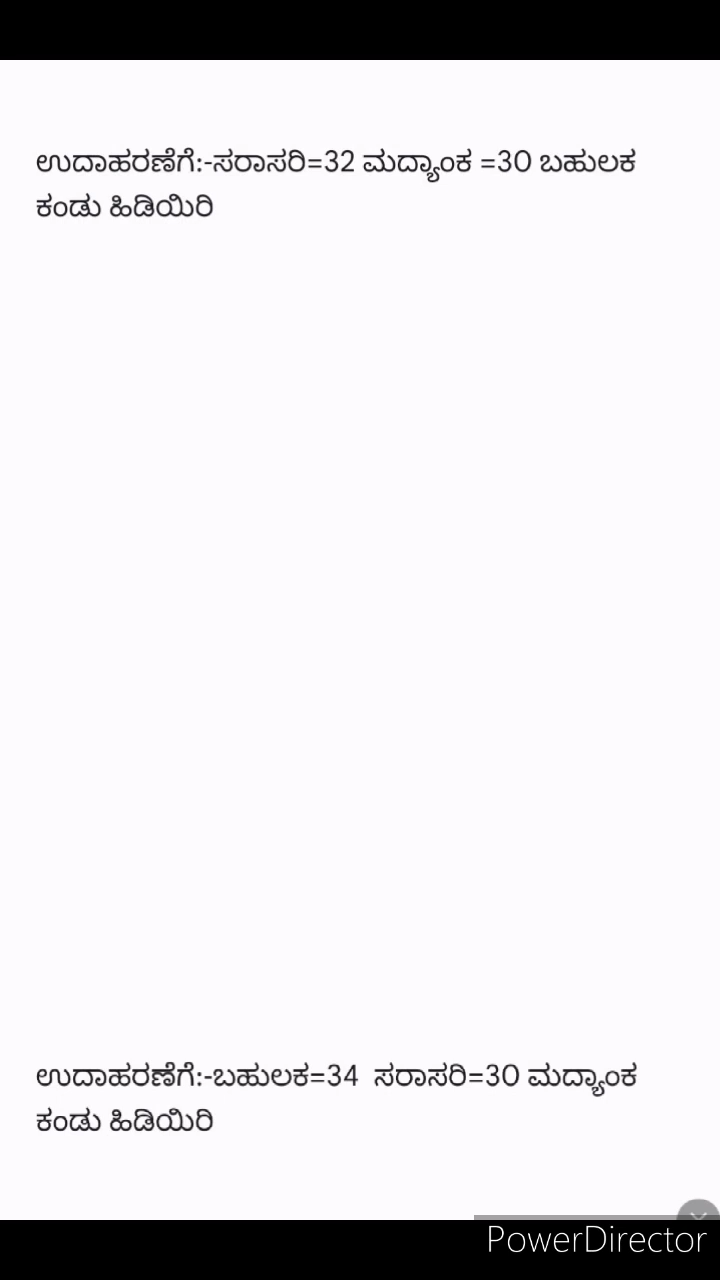 ಉದಾಹರಣೆಗೆ:-ಸರಾಸರಿ=32 ಮದ್ಯಾಂಕ =30 ಬಹುಲಕ
ಕಂಡು ಹಿಡಿಯಿರಿ
ಉದಾಹರಣೆಗೆ:-ಬಹುಲಕ=34 ಸರಾಸರಿ=30 ಮದ್ಯಾಂಕ
ಕಂಡು ಹಿಡಿಯಿರಿ
PowerDirector